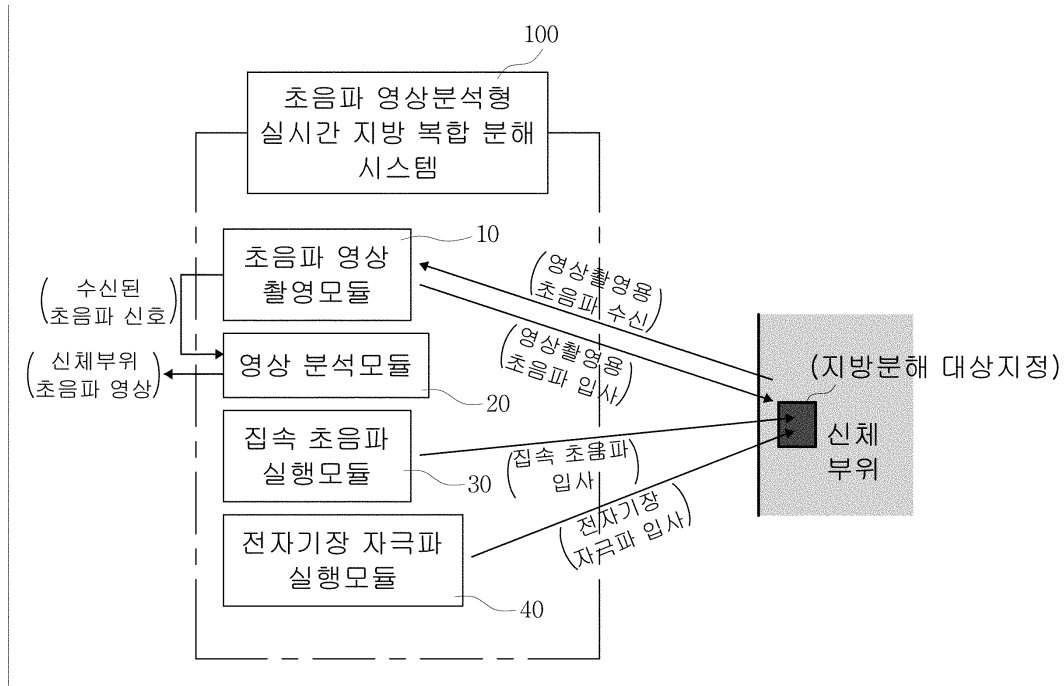 100
초음파 영상분석형
실시간 지방 복합 분해
시스템
10
초음파 영상
촬영모듈
(수신된
초음파 신호)
(영상촬영용
초음파 수신)
(영상촬영용
초음파 입사)
영상 분석모듈
20
(신체부위
초음파 영상)
(지방분해 대상지정)
신체
부위
집속 초음파
실행모듈
30
(집속 초음파
입사)
전자기장 자극파
실행모듈
40
(전자기장
자극파 입사)